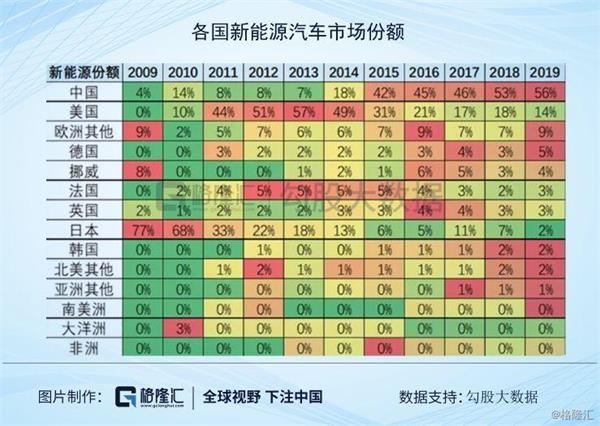 各国新能源汽车市场份额
新能源份额 2009 2010 2011 2012 2013 2014 2015 2016 2017 2018 2019
中国 4% 14% 8% 8% 7% 18% 42% 45% 46% 53% 56%
美国 0% 10% 44% 51% 57% 49% 31% 21% 17% 18% 14%
欧洲其他 9% 2% 5% 7% 6% 6% 7% 9% 7% 7% 9%
德国 0% 0% 3% 2% 2% 2% 2% 3% 4% 3% 5%
挪威 8% 0% 0% 0% 1% 2% 1% 6% 5% 3% 4%
法国 0% 2% 4% 5% 5% 5% 5% 4% 3% 2% 3%
英国 2% 1% 2% 2% 2% 3% 3% 4% 4% 3% 3%
日本 77% 68% 33% 22% 18% 13% 6% 5% 11% 7% 2%
韩国 0% 0% 0% 1% 0% 0% 1% 1% 1% 2% 2%
北美其他 0% 0% 1% 2% 1% 1% 1% 1% 1% 2% 2%
亚洲其他 0% 0% 0% 0% 0% 0% 0% 0% 1% 1% 1%
南美洲 0% 0% 0% 0% 0% 0% 0% 0% 0% 0% 0%
大洋洲 0% 3% 0% 0% 0% 0% 0% 0% 0% 0% 0%
非洲 0% 0% 0% 0% 0% 0% 0% 0% 0% 0% 0%
格隆汇 勾股大数据
图片制作: 格隆汇 www.gelonghui.com 全球视野 下注中国 数据支持: 勾股大数据
@格隆汇